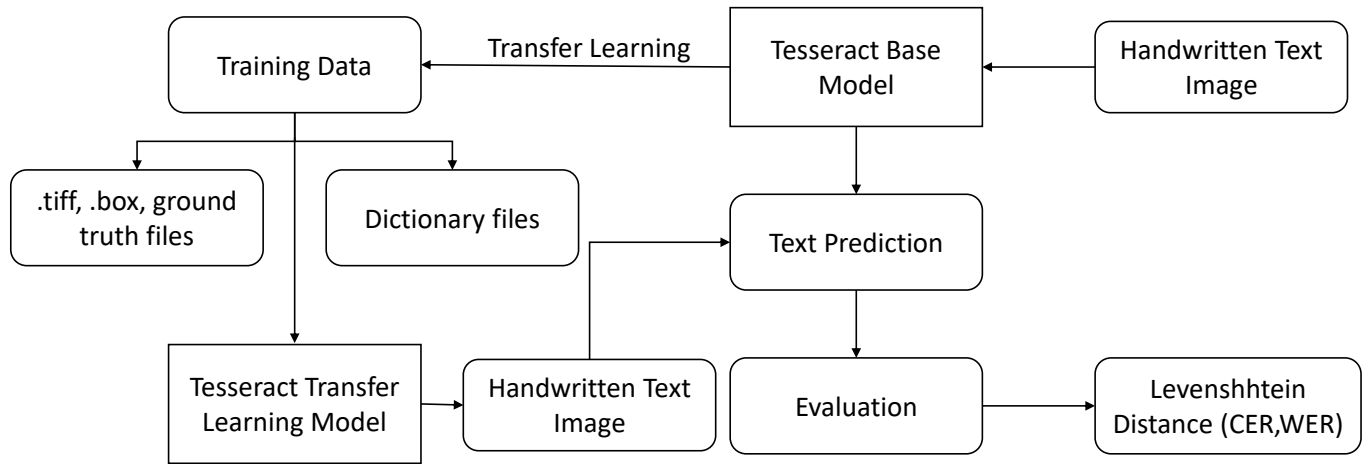 Training Data
Transfer Learning
Tesseract Base
Model
Handwritten Text
Image
.tiff, .box, ground
truth files
Dictionary files
Text Prediction
Tesseract Transfer
Learning Model
Handwritten Text
Image
Evaluation
Levenshhtein
Distance (CER,WER)